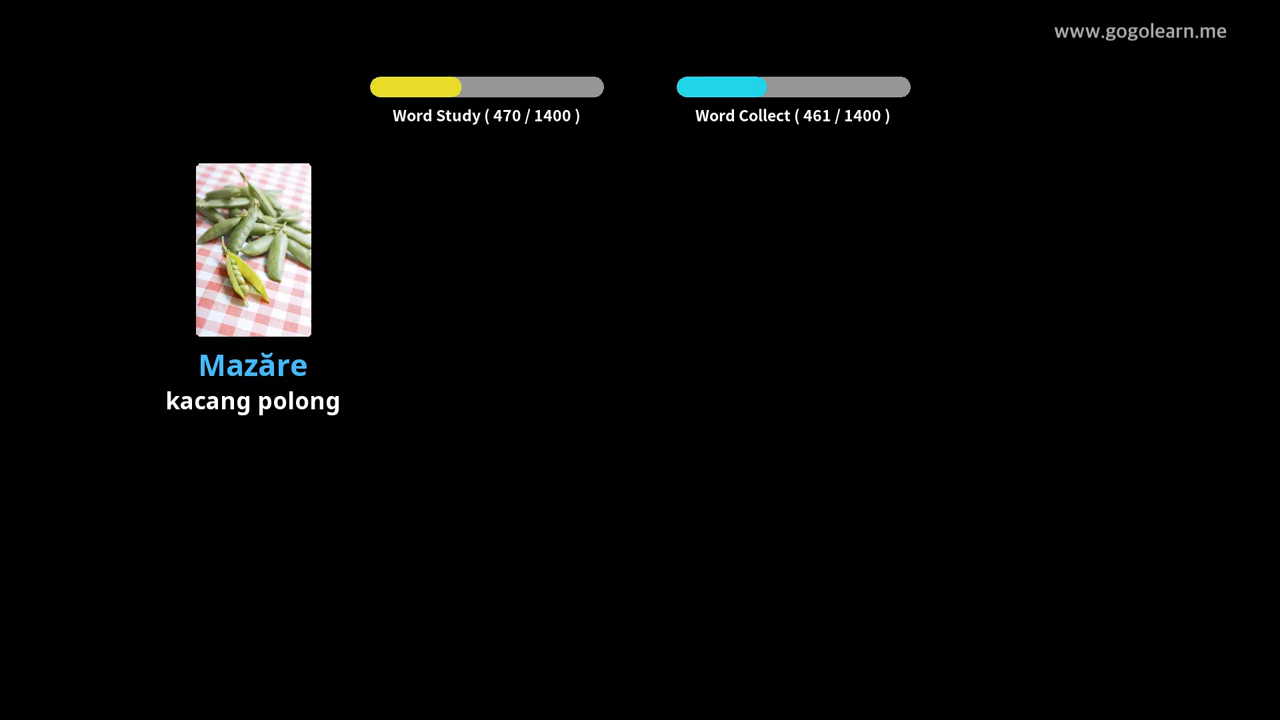 www.gogolearn.me
Word Study ( 470 / 1400 )
Word Collect ( 461 / 1400 )
Mazăre
kacang polong